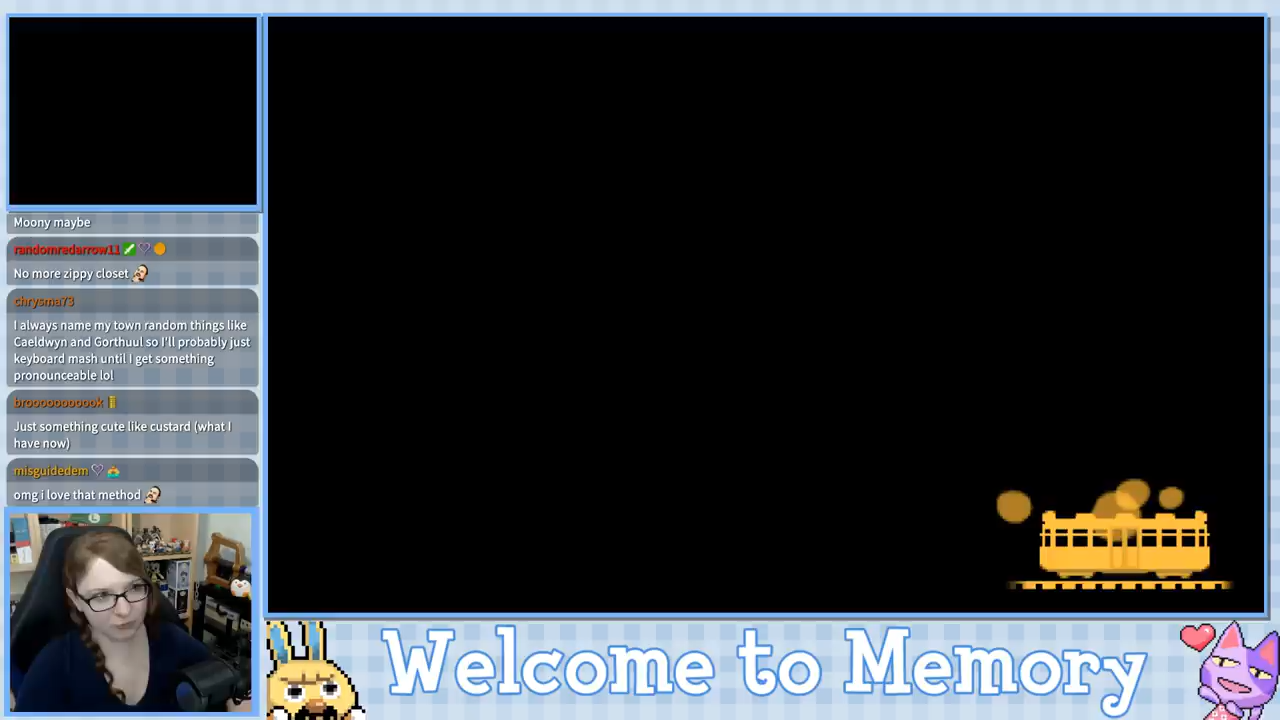 Moony maybe
randomredarrow11
No more zippy closet
chrysma73
I always name my town random things like
Caeldwyn and Gorthuul so I'll probably just
keyboard mash until I get something
pronounceable lol
broooooooook
Just something cute like custard (what I
have now)
misguidedem
omg i love that method
Welcome to Memory